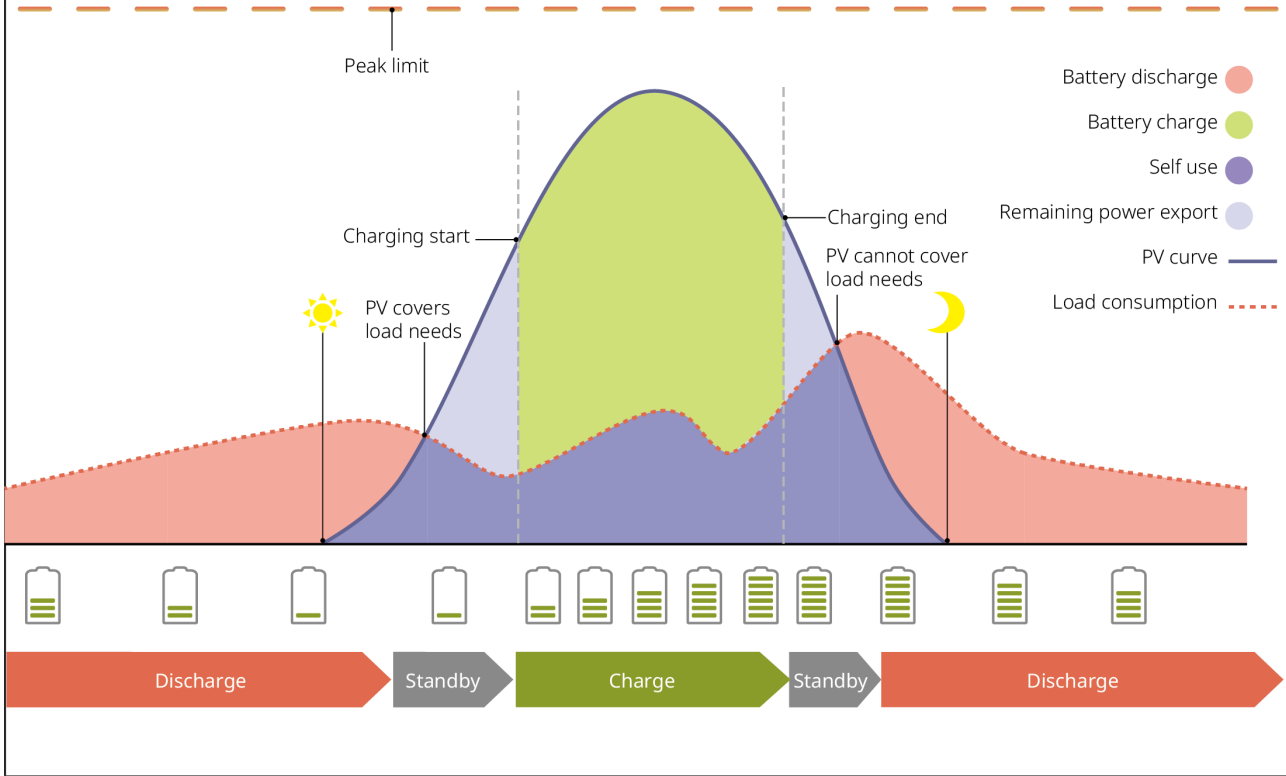 Peak limit
Battery discharge
Battery charge
Self use
Remaining power export
PV curve
Load consumption
Charging start
Charging end
PV cannot cover
load needs
PV covers
load needs
Discharge
Standby
Charge
Standby
Discharge